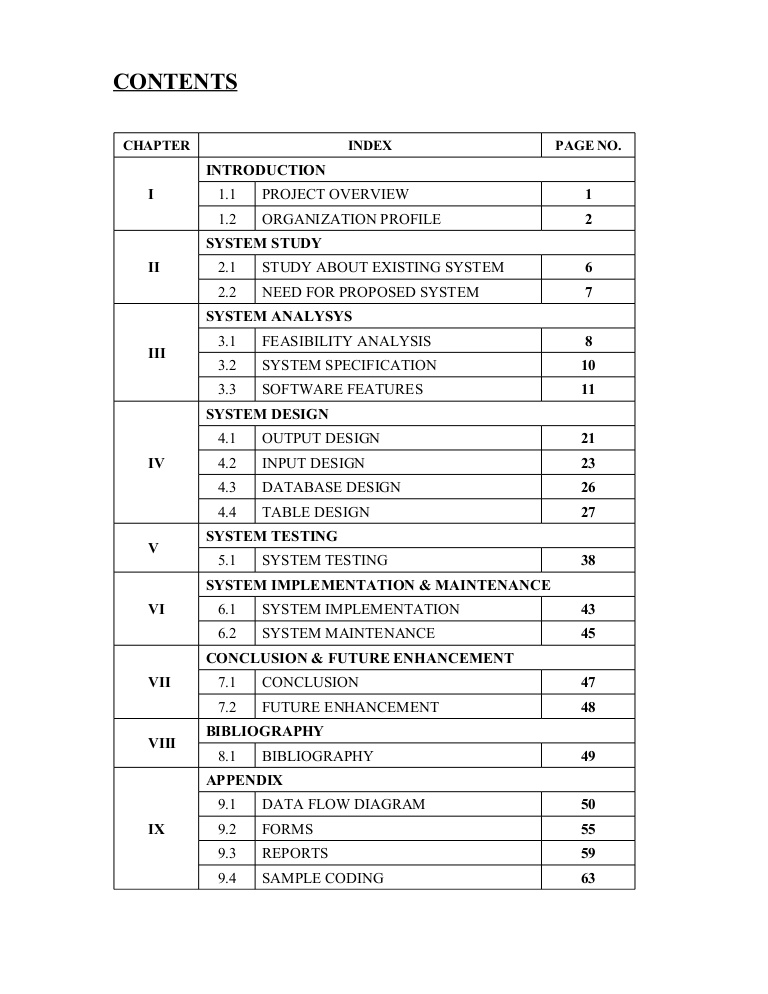 CONTENTS
CHAPTER INDEX PAGE NO.
INTRODUCTION
I
1.1 PROJECT OVERVIEW 1
1.2 ORGANIZATION PROFILE 2
SYSTEM STUDY
II
2.1 STUDY ABOUT EXISTING SYSTEM 6
2.2 NEED FOR PROPOSED SYSTEM 7
SYSTEM ANALYSYS
III
3.1 FEASIBILITY ANALYSIS 8
3.2 SYSTEM SPECIFICATION 10
3.3 SOFTWARE FEATURES 11
SYSTEM DESIGN
IV
4.1 OUTPUT DESIGN 21
4.2 INPUT DESIGN 23
4.3 DATABASE DESIGN 26
4.4 TABLE DESIGN 27
SYSTEM TESTING
V
5.1 SYSTEM TESTING 38
SYSTEM IMPLEMENTATION & MAINTENANCE
VI
6.1 SYSTEM IMPLEMENTATION 43
6.2 SYSTEM MAINTENANCE 45
CONCLUSION & FUTURE ENHANCEMENT
VII
7.1 CONCLUSION 47
7.2 FUTURE ENHANCEMENT 48
BIBLIOGRAPHY
VIII
8.1 BIBLIOGRAPHY 49
APPENDIX
IX
9.1 DATA FLOW DIAGRAM 50
9.2 FORMS 55
9.3 REPORTS 59
9.4 SAMPLE CODING 63